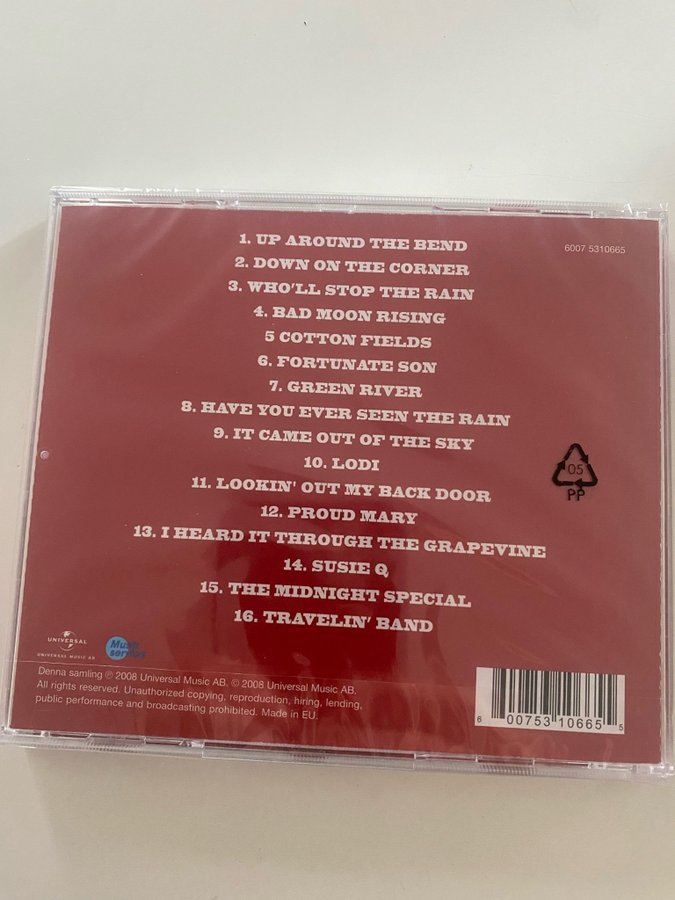 1. UP AROUND THE BEND
6007 5310665
2. DOWN ON THE CORNER
3. WHO'LL STOP THE RAIN
4. BAD MOON RISING
5 COTTON FIELDS
6. FORTUNATE SON
7. GREEN RIVER
8. HAVE YOU EVER SEEN THE RAIN
9. IT CAME OUT OF THE SKY
10. LODI
11. LOOKIN' OUT MY BACK DOOR
12. PROUD MARY
13. I HEARD IT THROUGH THE GRAPEVINE
14. SUSIE Q
15. THE MIDNIGHT SPECIAL
16. TRAVELIN' BAND
05
PP
UNIVERSAL
UNIVERSAL MUSIC AB
Music
service
Denna samling ℗ 2008 Universal Music AB. © 2008 Universal Music AB.
All rights reserved. Unauthorized copying, reproduction, hiring, lending,
public performance and broadcasting prohibited. Made in EU.
6 00753 10665 5